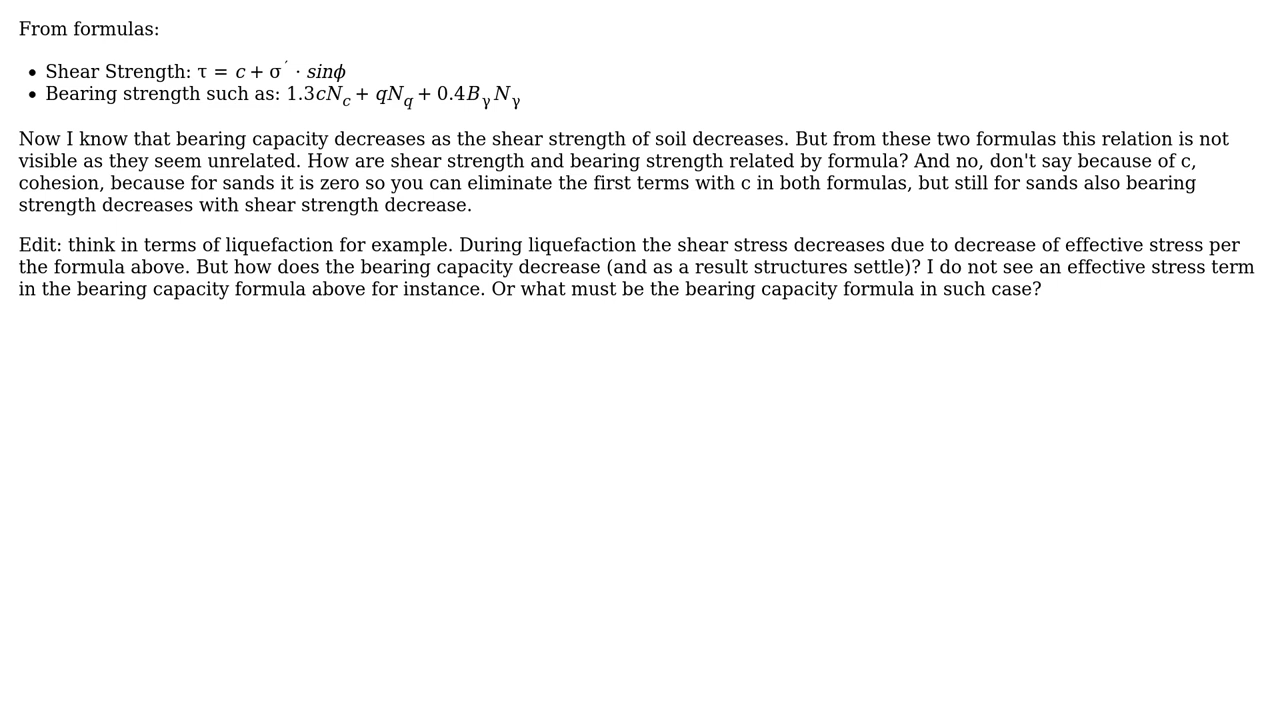 From formulas:
• Shear Strength: τ = c + σ′ · sinϕ
• Bearing strength such as: 1.3cN_c + qN_q + 0.4B_γN_γ
Now I know that bearing capacity decreases as the shear strength of soil decreases. But from these two formulas this relation is not
visible as they seem unrelated. How are shear strength and bearing strength related by formula? And no, don't say because of c,
cohesion, because for sands it is zero so you can eliminate the first terms with c in both formulas, but still for sands also bearing
strength decreases with shear strength decrease.
Edit: think in terms of liquefaction for example. During liquefaction the shear stress decreases due to decrease of effective stress per
the formula above. But how does the bearing capacity decrease (and as a result structures settle)? I do not see an effective stress term
in the bearing capacity formula above for instance. Or what must be the bearing capacity formula in such case?